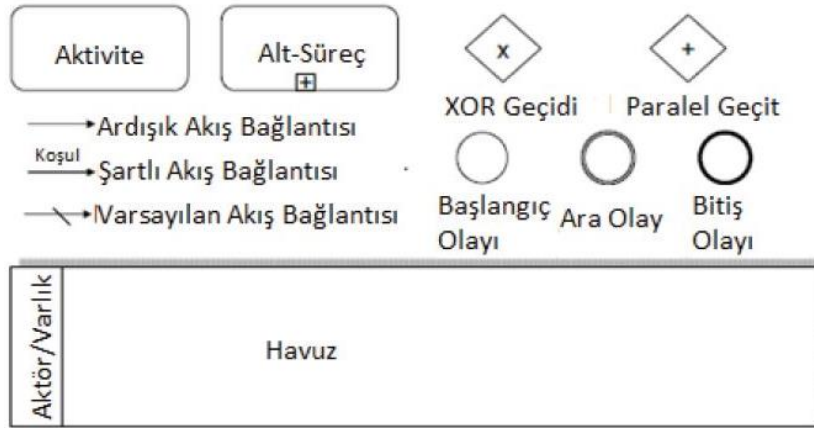 Aktivite
Alt-Süreç
+
x
+
XOR Geçidi
Paralel Geçit
Ardışık Akış Bağlantısı
Koşul
Şartlı Akış Bağlantısı
Varsayılan Akış Bağlantısı
Başlangıç
Olayı
Ara Olay
Bitiş
Olayı
Aktör/Varlık
Havuz